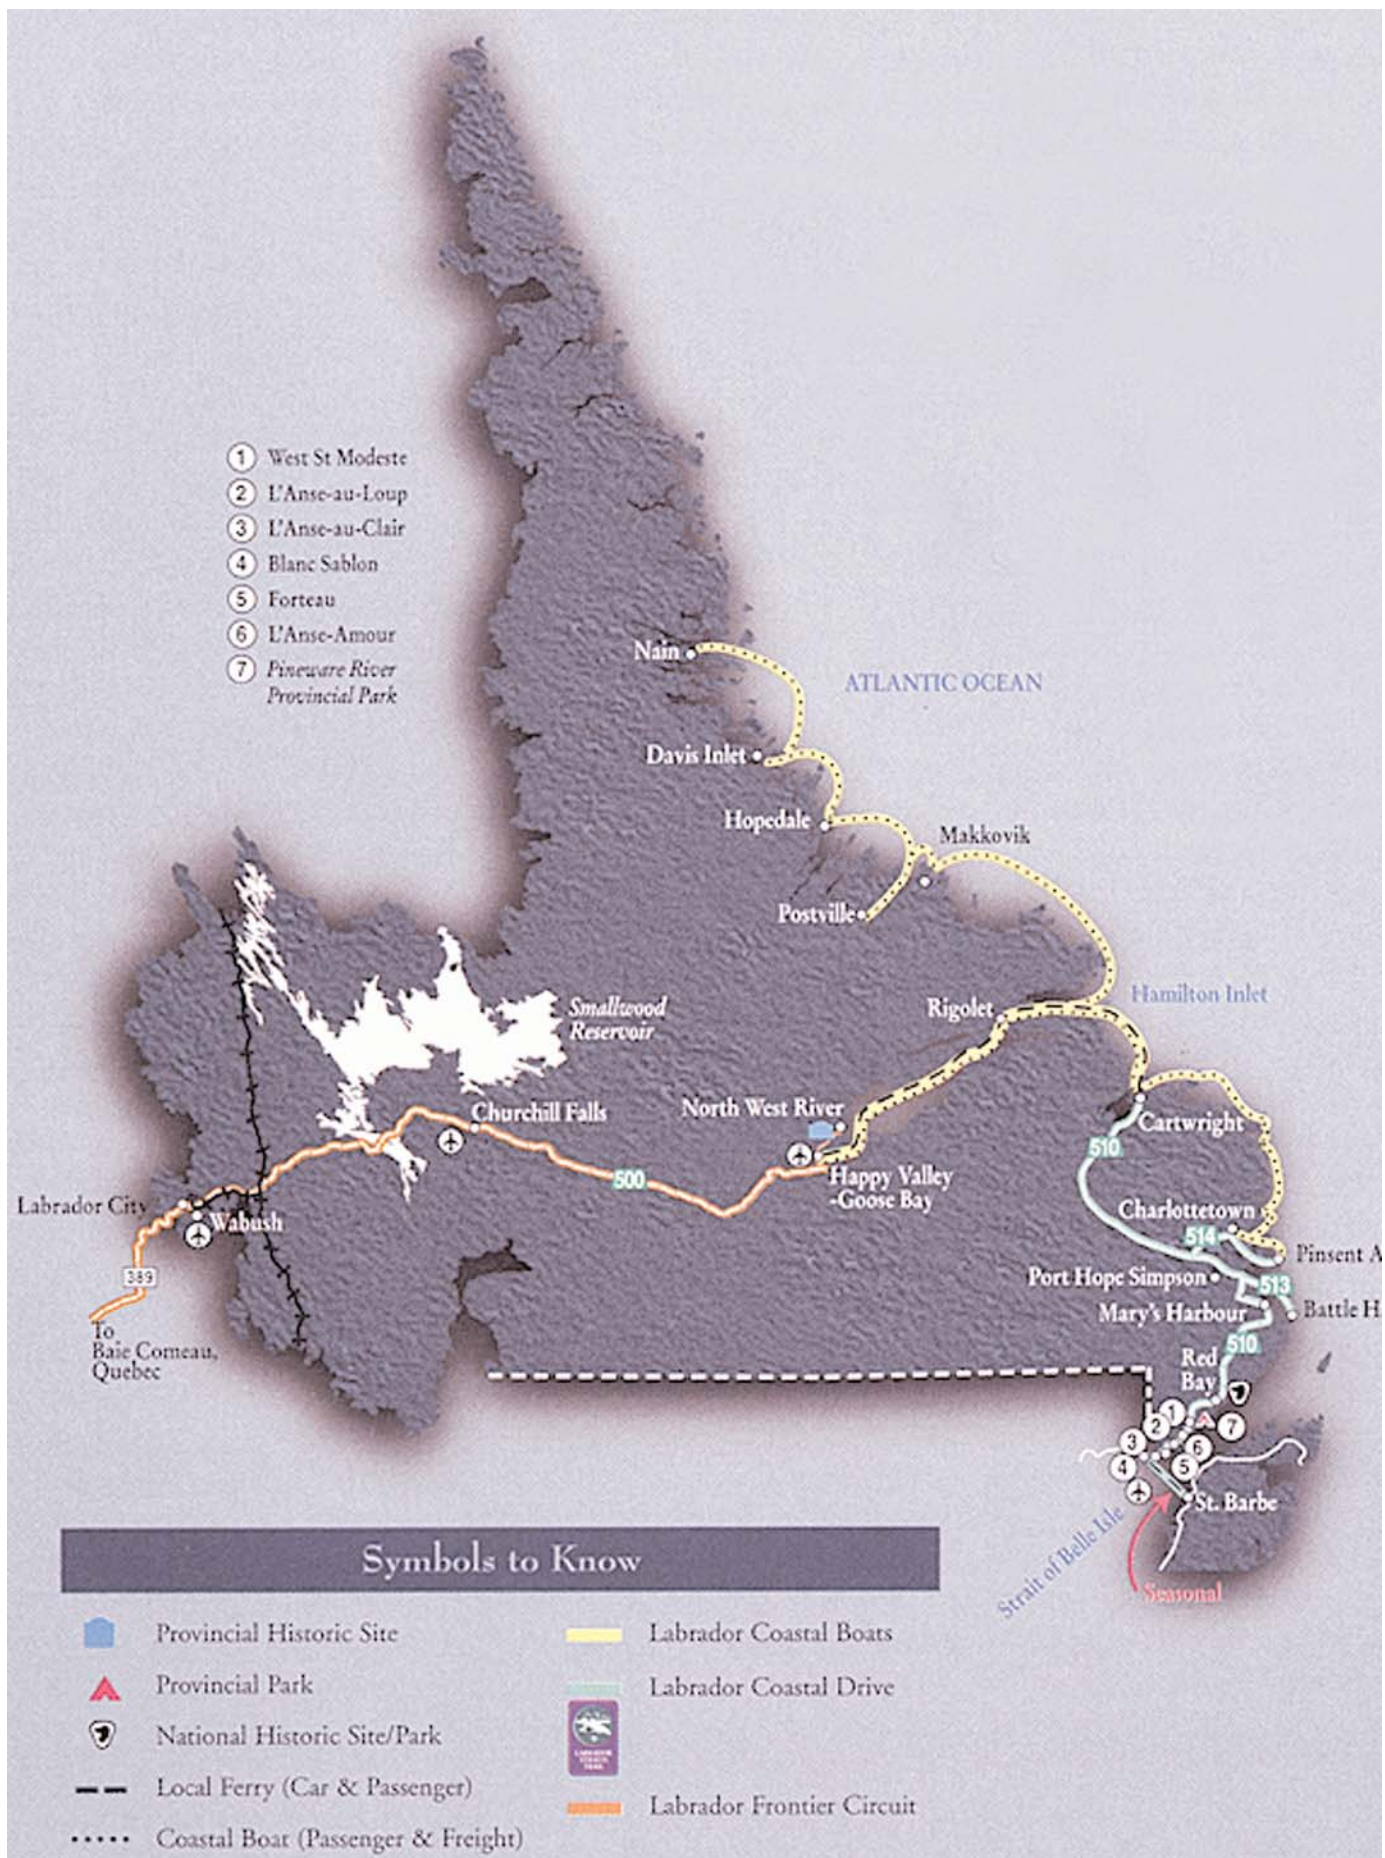 1 West St Modeste
2 L'Anse-au-Loup
3 L'Anse-au-Clair
4 Blanc Sablon
5 Forteau
6 L'Anse-Amour
7 Pineware River
Provincial Park
Nain
ATLANTIC OCEAN
Davis Inlet
Hopedale
Makkovik
Postville
Smallwood
Reservoir
Rigolet
Hamilton Inlet
Churchill Falls
North West River
Cartwright
510
500
Happy Valley
-Goose Bay
Labrador City
Wabush
Charlottetown
514
Pinsent A
389
Port Hope Simpson
513
Mary's Harbour
Battle H
To
Baie Comeau,
Quebec
510
Red
Bay
1
2
7
3
6
4
5
St. Barbe
Strait of Belle Isle
Seasonal
Symbols to Know
Provincial Historic Site
Labrador Coastal Boats
Provincial Park
Labrador Coastal Drive
National Historic Site/Park
LABRADOR
STRAITS
TRAIL
Local Ferry (Car & Passenger)
Labrador Frontier Circuit
Coastal Boat (Passenger & Freight)